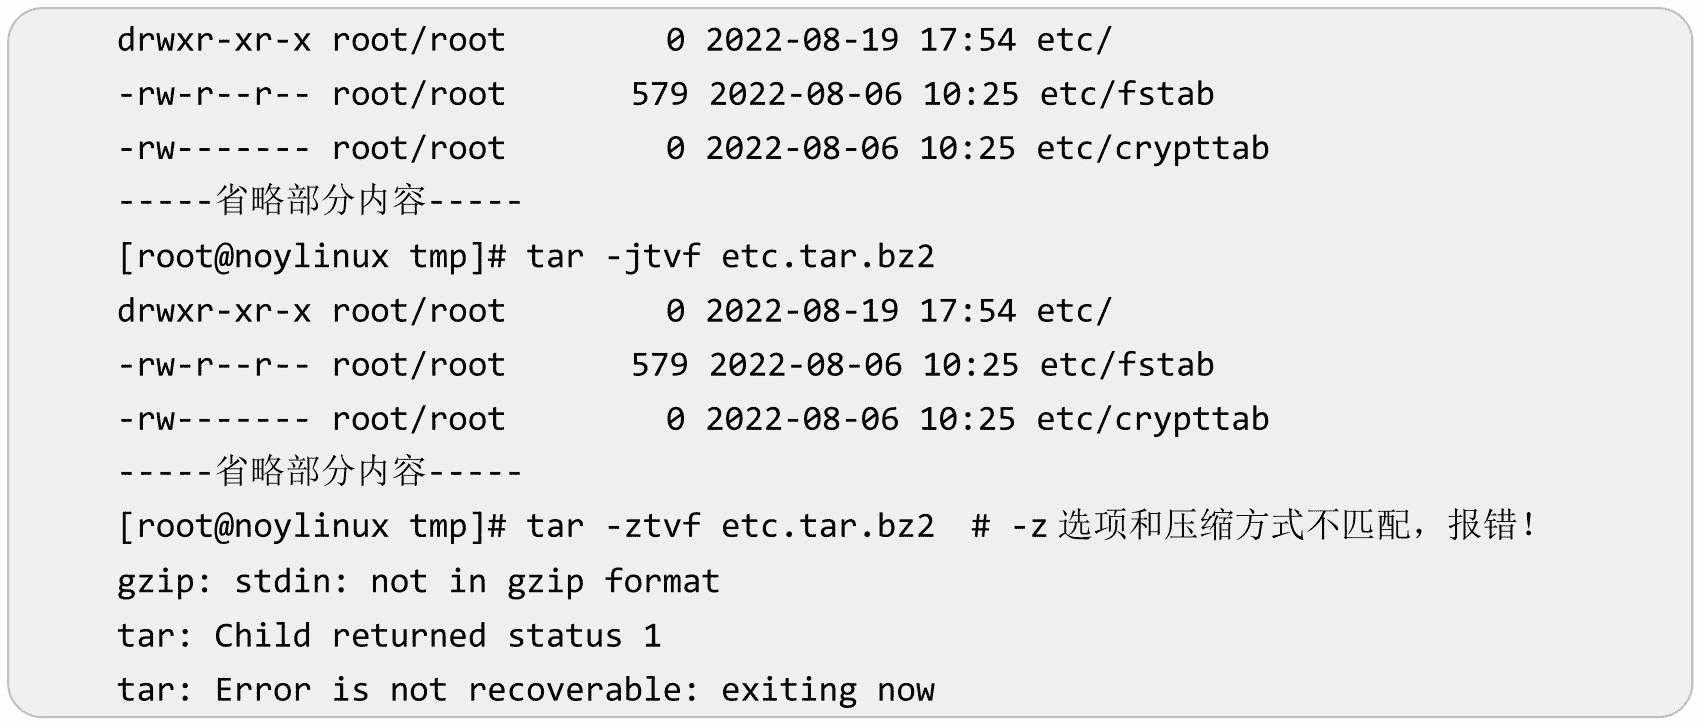 drwxr-xr-x root/root        0 2022-08-19 17:54 etc/
-rw-r--r-- root/root      579 2022-08-06 10:25 etc/fstab
-rw------- root/root        0 2022-08-06 10:25 etc/crypttab
-----省略部分内容-----
[root@noylinux tmp]# tar -jtvf etc.tar.bz2
drwxr-xr-x root/root        0 2022-08-19 17:54 etc/
-rw-r--r-- root/root      579 2022-08-06 10:25 etc/fstab
-rw------- root/root        0 2022-08-06 10:25 etc/crypttab
-----省略部分内容-----
[root@noylinux tmp]# tar -ztvf etc.tar.bz2  # -z 选项和压缩方式不匹配，报错！
gzip: stdin: not in gzip format
tar: Child returned status 1
tar: Error is not recoverable: exiting now